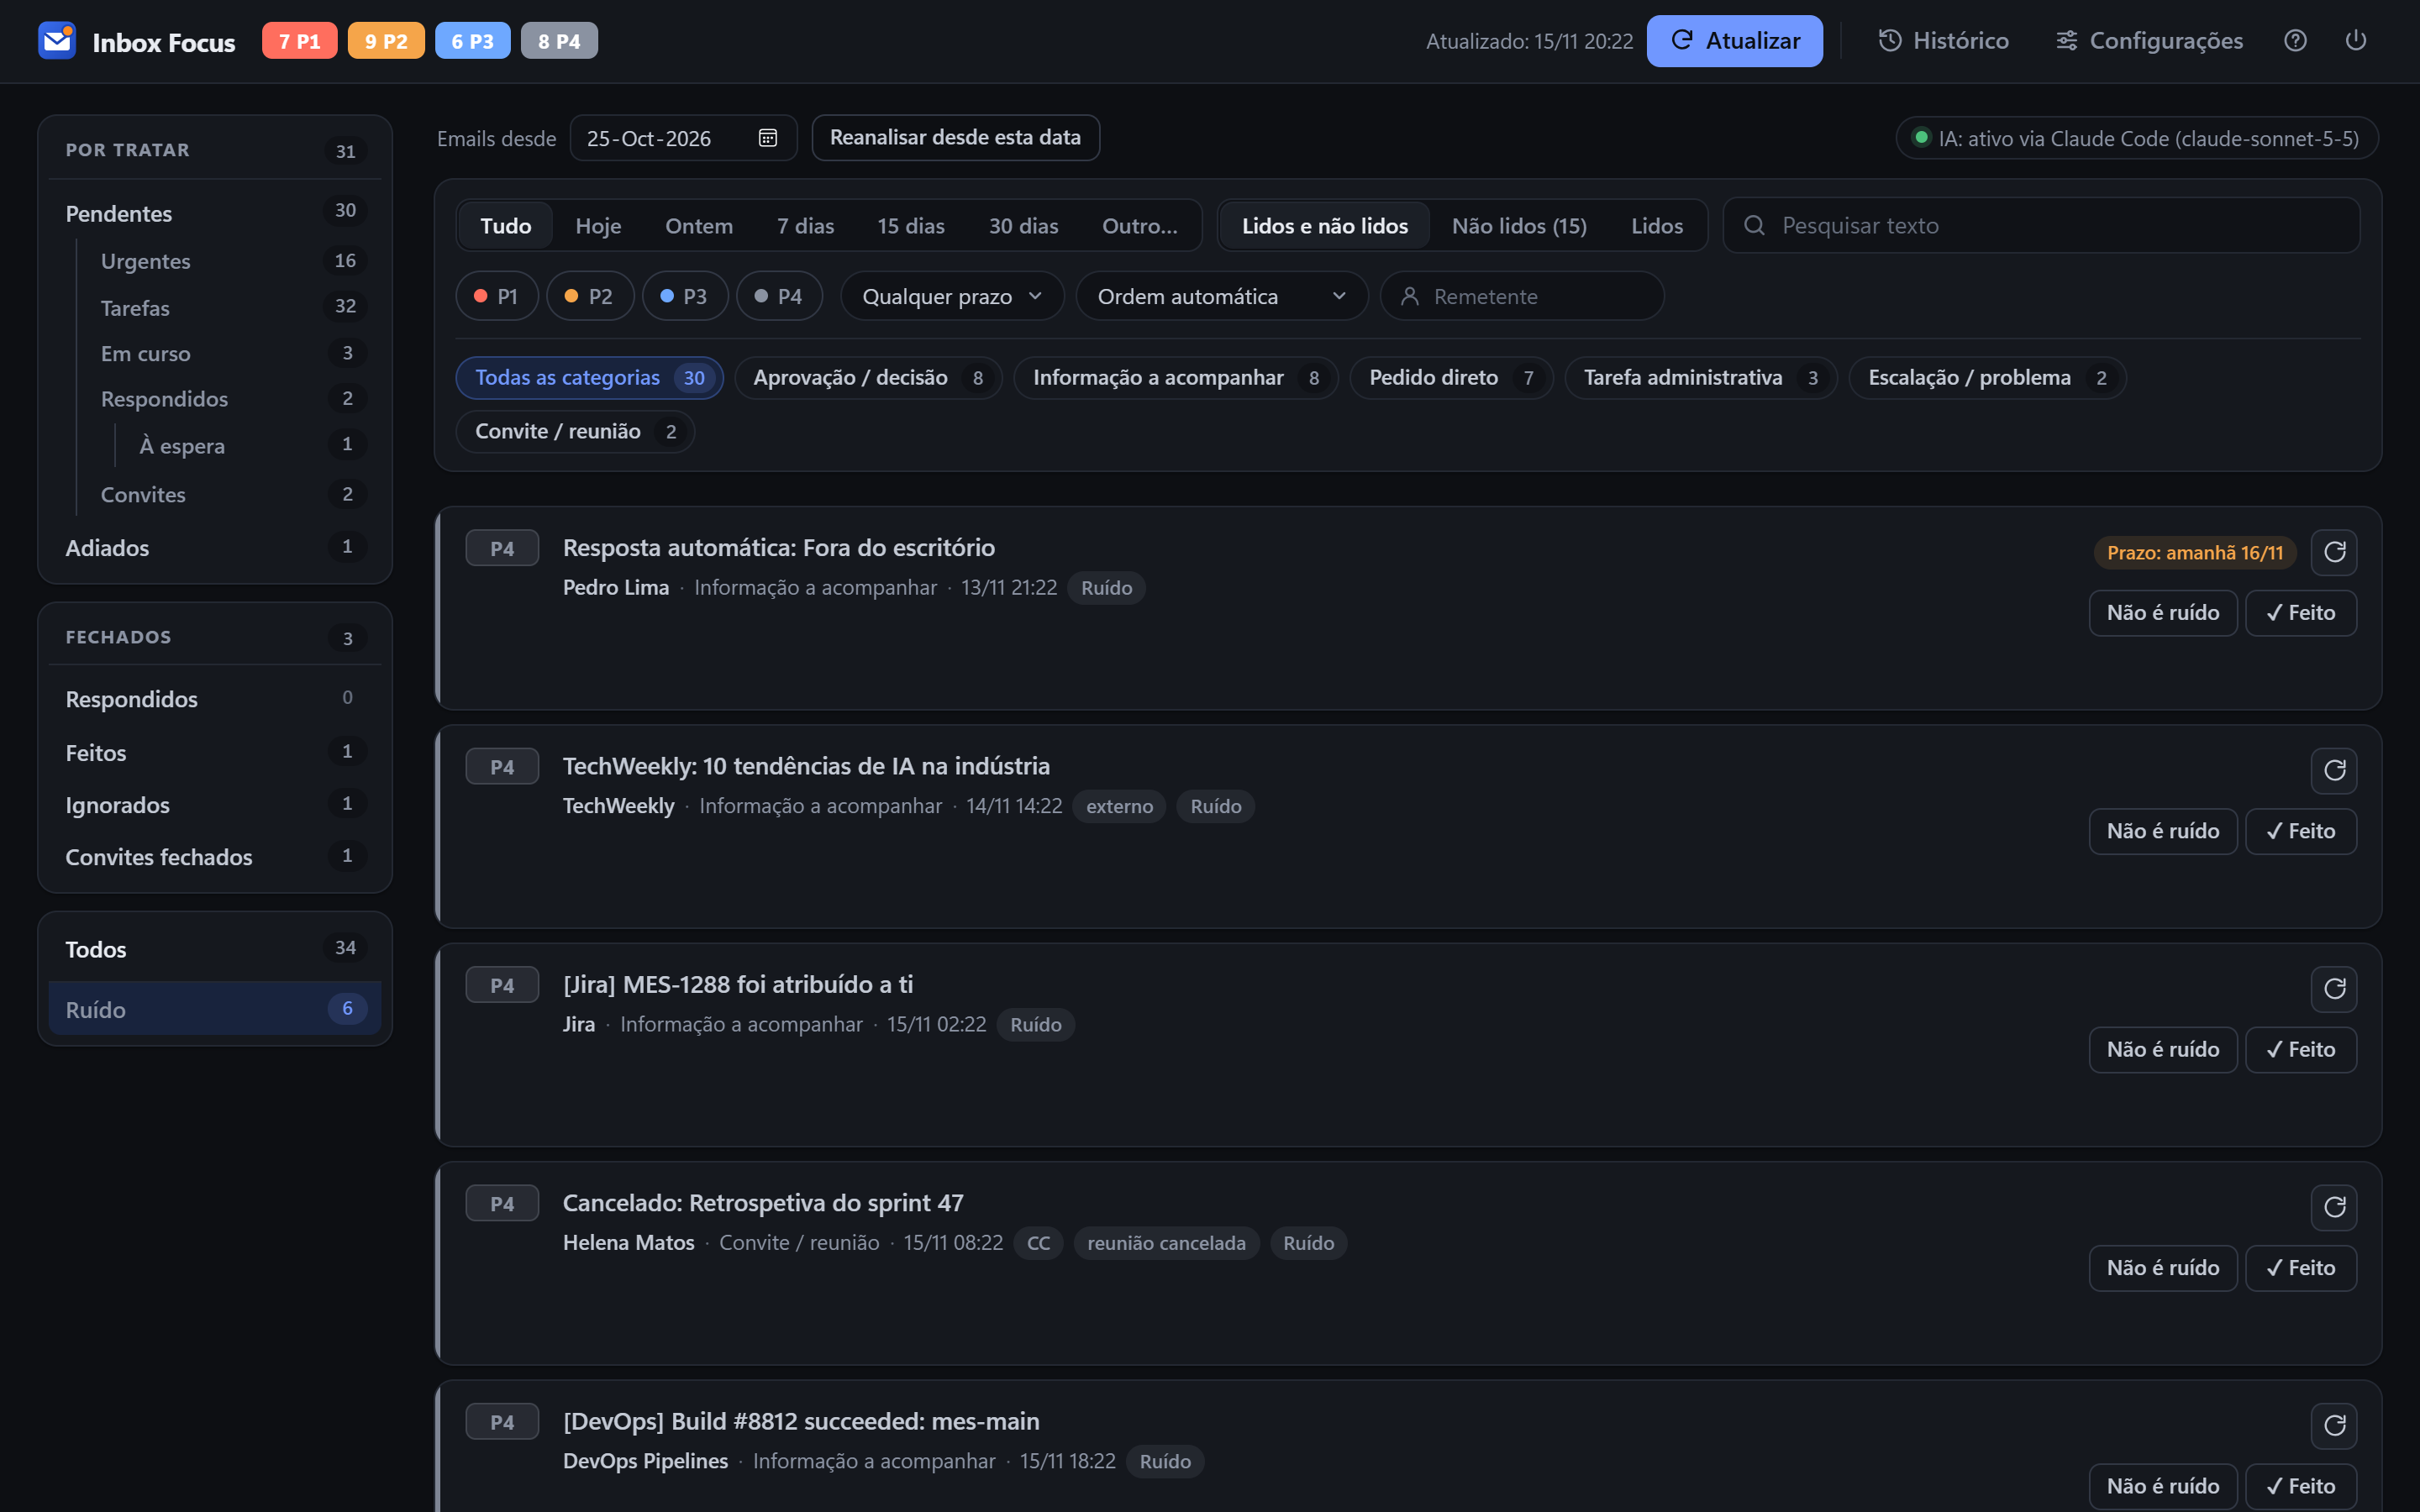 Inbox Focus 7 P1 9 P2 6 P3 8 P4 Atualizado: 15/11 20:22 Atualizar Histórico Configurações
POR TRATAR 31
Pendentes 30
Urgentes 16
Tarefas 32
Em curso 3
Respondidos 2
À espera 1
Convites 2
Adiados 1
FECHADOS 3
Respondidos 0
Feitos 1
Ignorados 1
Convites fechados 1
Todos 34
Ruído 6
Emails desde 25-Oct-2026 Reanalisar desde esta data IA: ativo via Claude Code (claude-sonnet-5-5)
Tudo Hoje Ontem 7 dias 15 dias 30 dias Outro... Lidos e não lidos Não lidos (15) Lidos Pesquisar texto
P1 P2 P3 P4 Qualquer prazo Ordem automática Remetente
Todas as categorias 30 Aprovação / decisão 8 Informação a acompanhar 8 Pedido direto 7 Tarefa administrativa 3 Escalação / problema 2
Convite / reunião 2
P4 Resposta automática: Fora do escritório Prazo: amanhã 16/11
Pedro Lima · Informação a acompanhar · 13/11 21:22 Ruído
Não é ruído ✓ Feito
P4 TechWeekly: 10 tendências de IA na indústria
TechWeekly · Informação a acompanhar · 14/11 14:22 externo Ruído
Não é ruído ✓ Feito
P4 [Jira] MES-1288 foi atribuído a ti
Jira · Informação a acompanhar · 15/11 02:22 Ruído
Não é ruído ✓ Feito
P4 Cancelado: Retrospetiva do sprint 47
Helena Matos · Convite / reunião · 15/11 08:22 CC reunião cancelada Ruído
Não é ruído ✓ Feito
P4 [DevOps] Build #8812 succeeded: mes-main
DevOps Pipelines · Informação a acompanhar · 15/11 18:22 Ruído
Não é ruído ✓ Feito